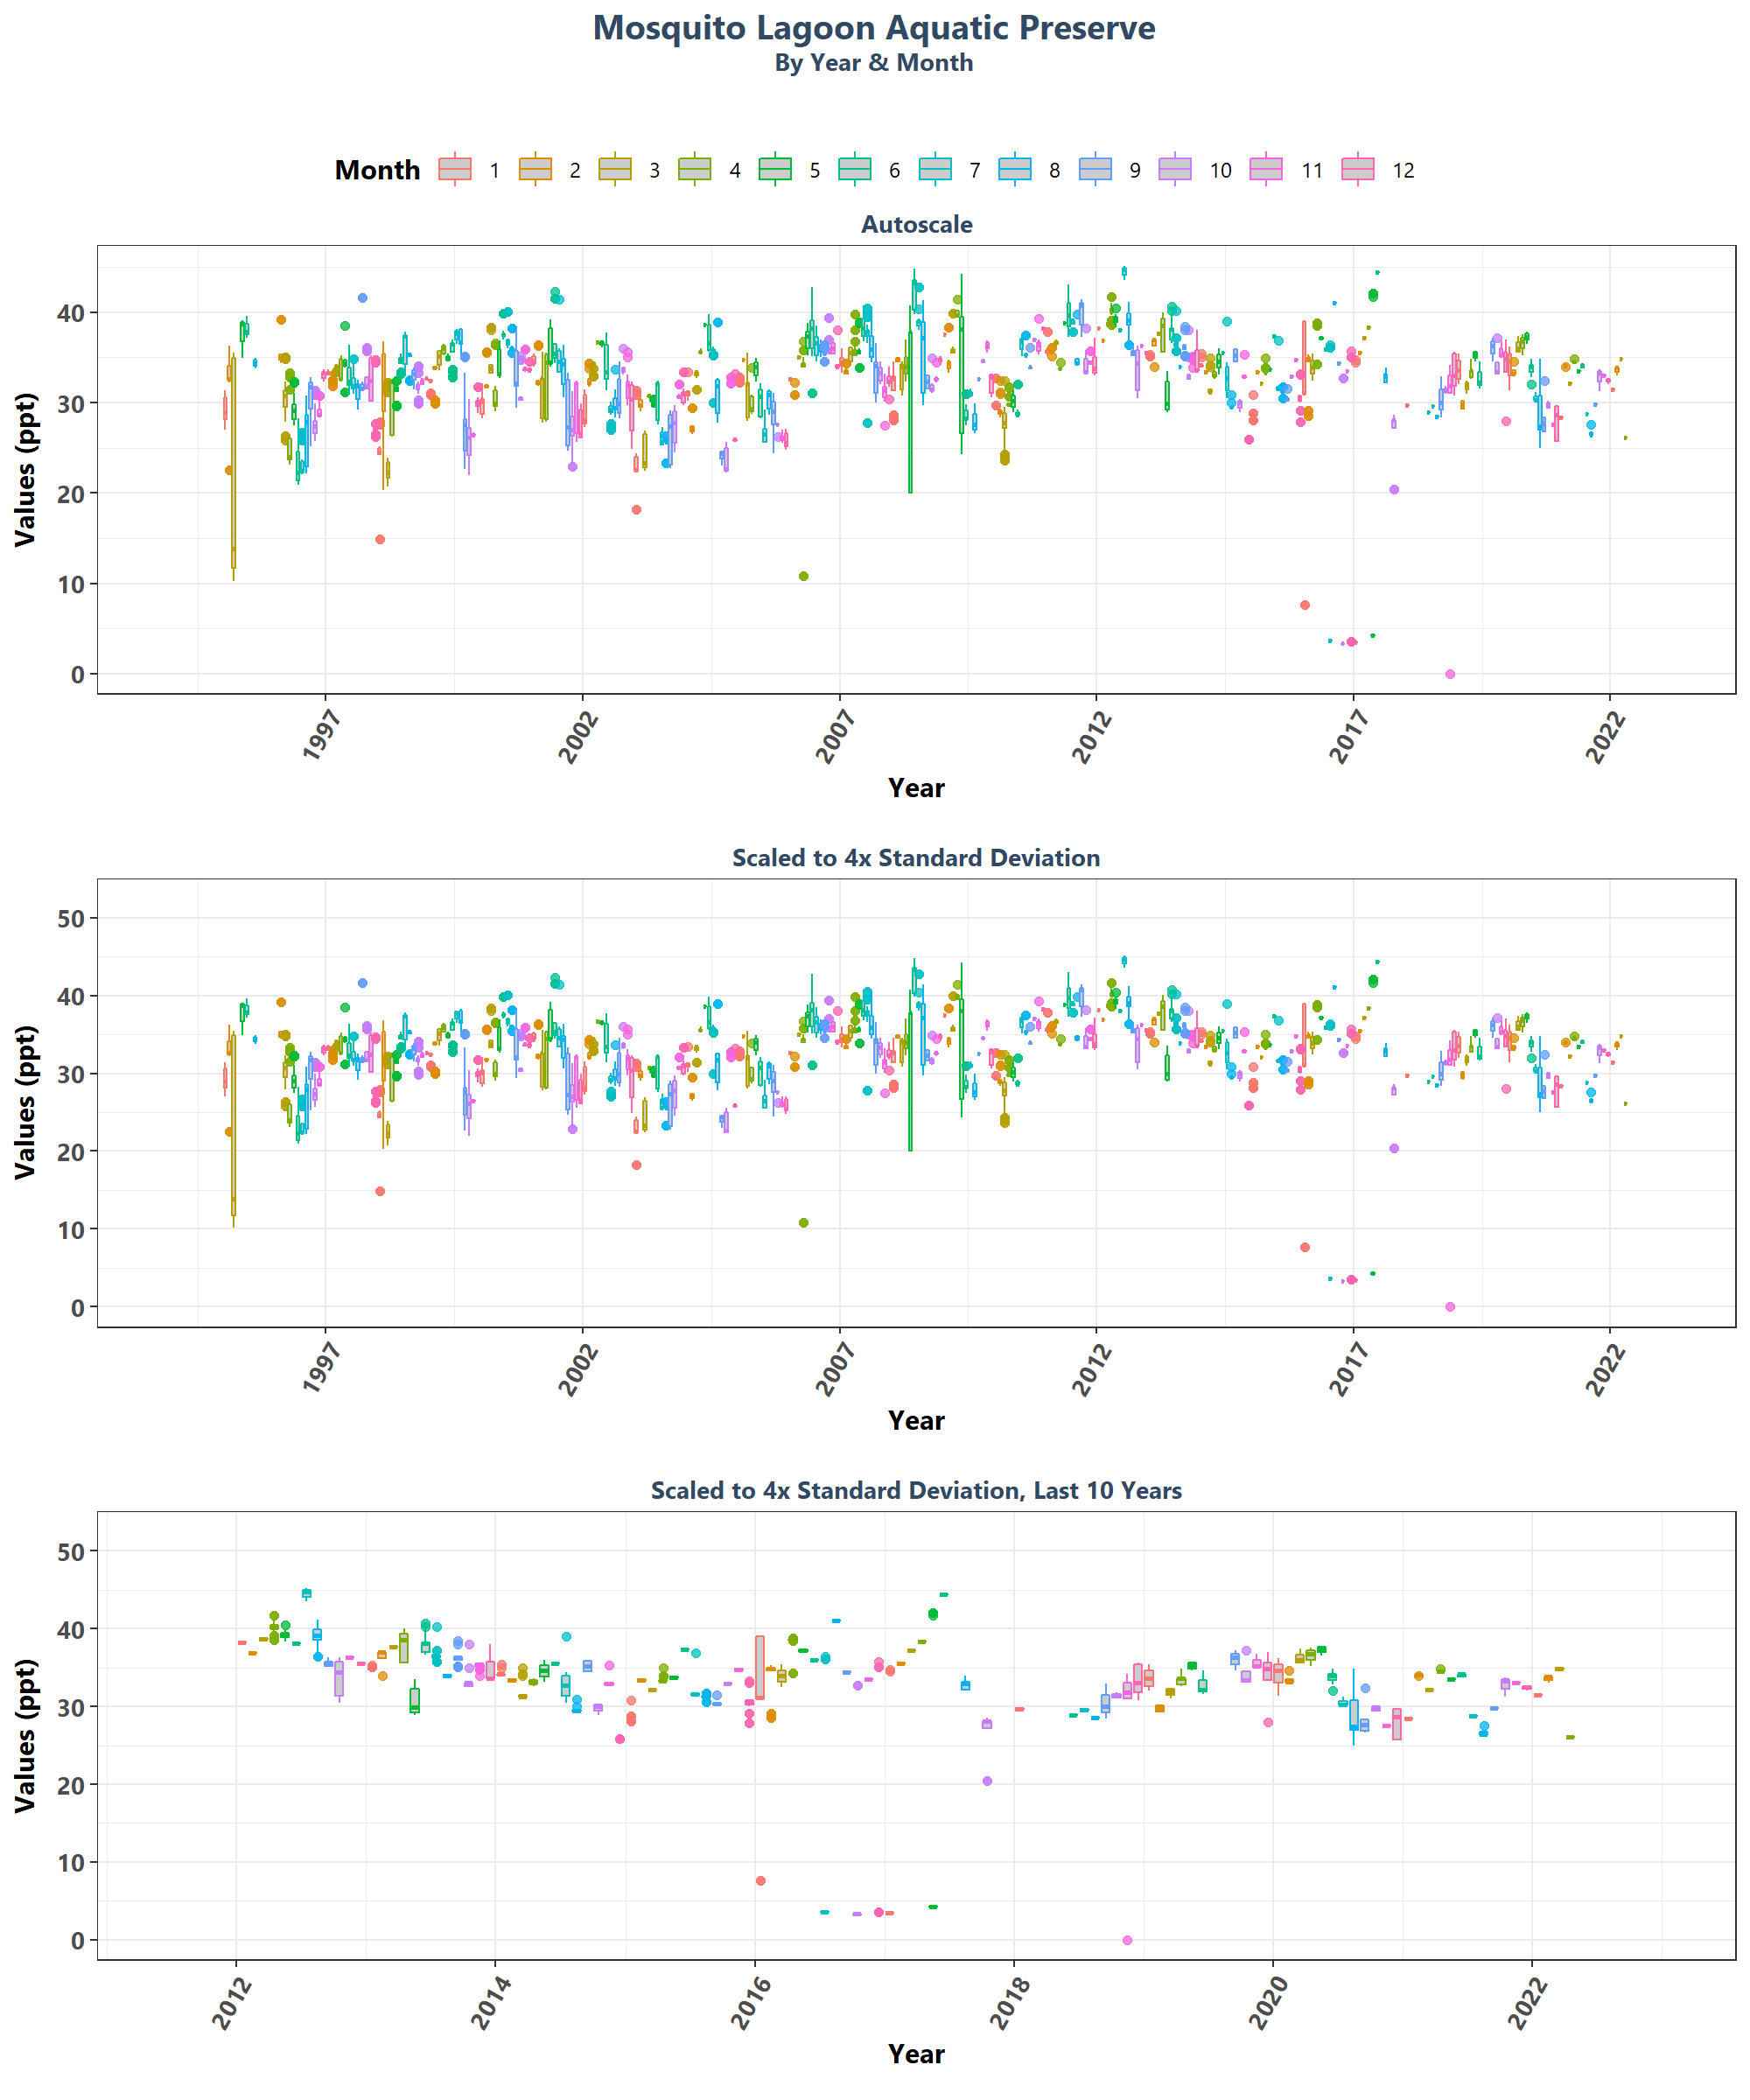 Mosquito Lagoon Aquatic Preserve
By Year & Month
Month 1 2 3 4 5 6 7 8 9 10 11 12
Autoscale
Values (ppt)
40
30
20
10
0
1997 2002 2007 2012 2017 2022
Year
Scaled to 4x Standard Deviation
Values (ppt)
50
40
30
20
10
0
1997 2002 2007 2012 2017 2022
Year
Scaled to 4x Standard Deviation, Last 10 Years
Values (ppt)
50
40
30
20
10
0
2012 2014 2016 2018 2020 2022
Year